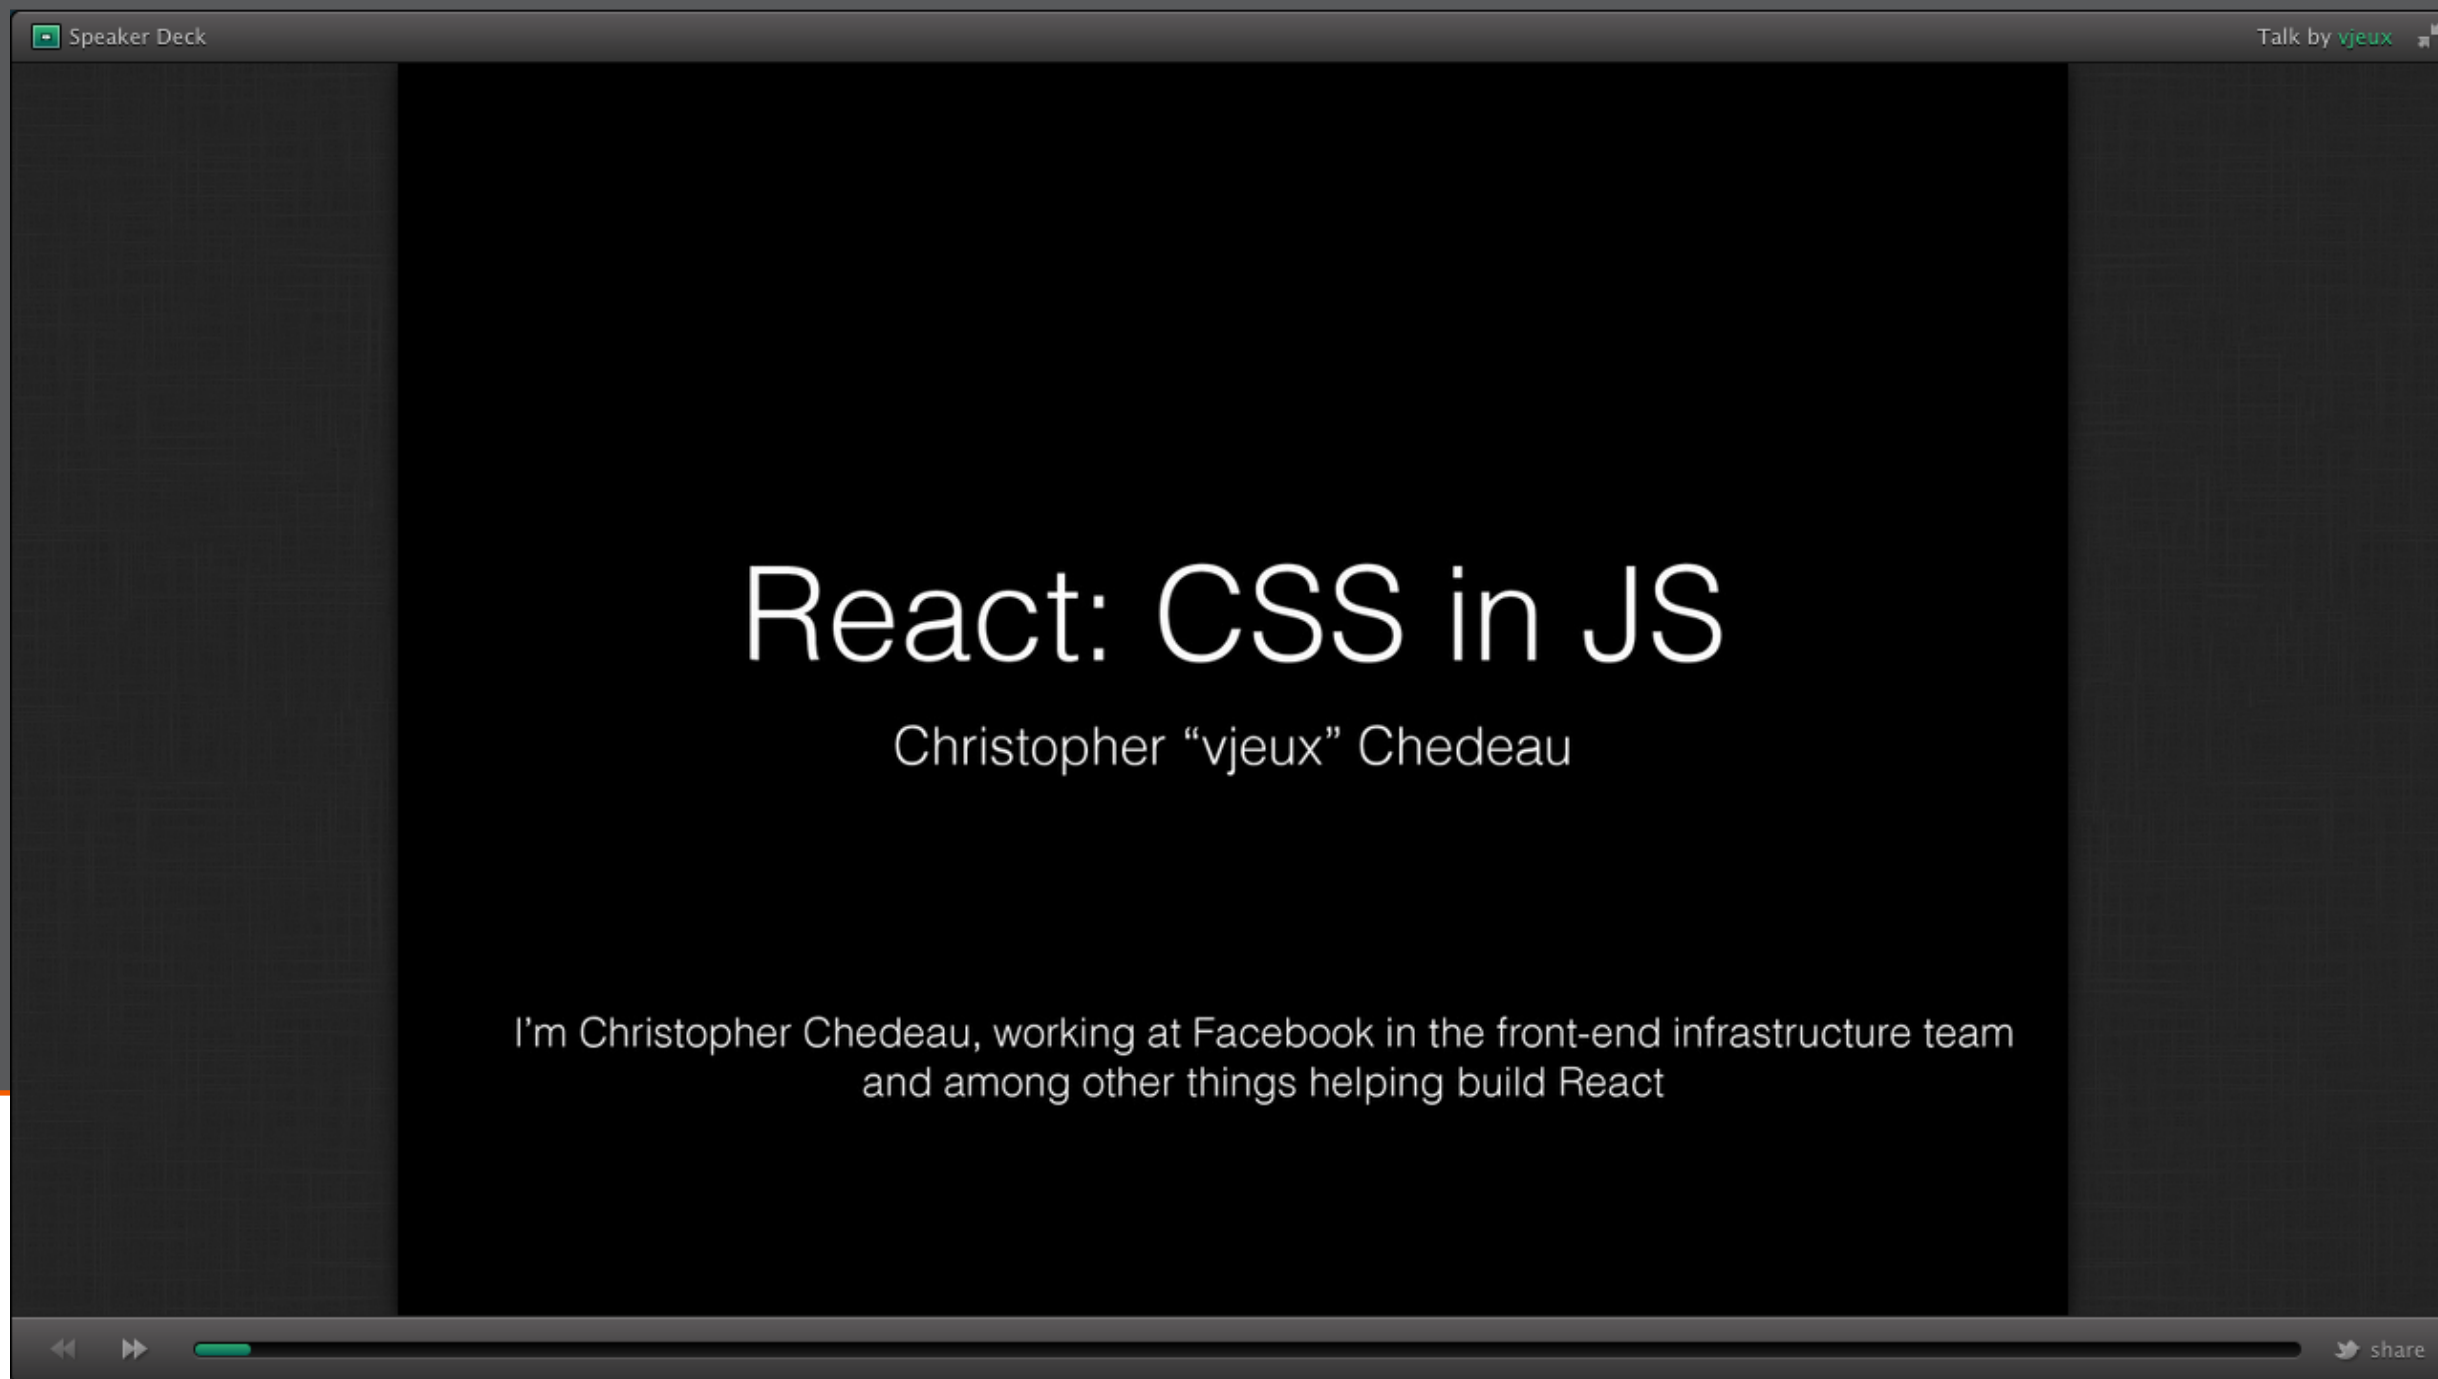 Speaker Deck
Talk by vjeux
React: CSS in JS
Christopher “vjeux” Chedeau
I’m Christopher Chedeau, working at Facebook in the front-end infrastructure team
and among other things helping build React
share